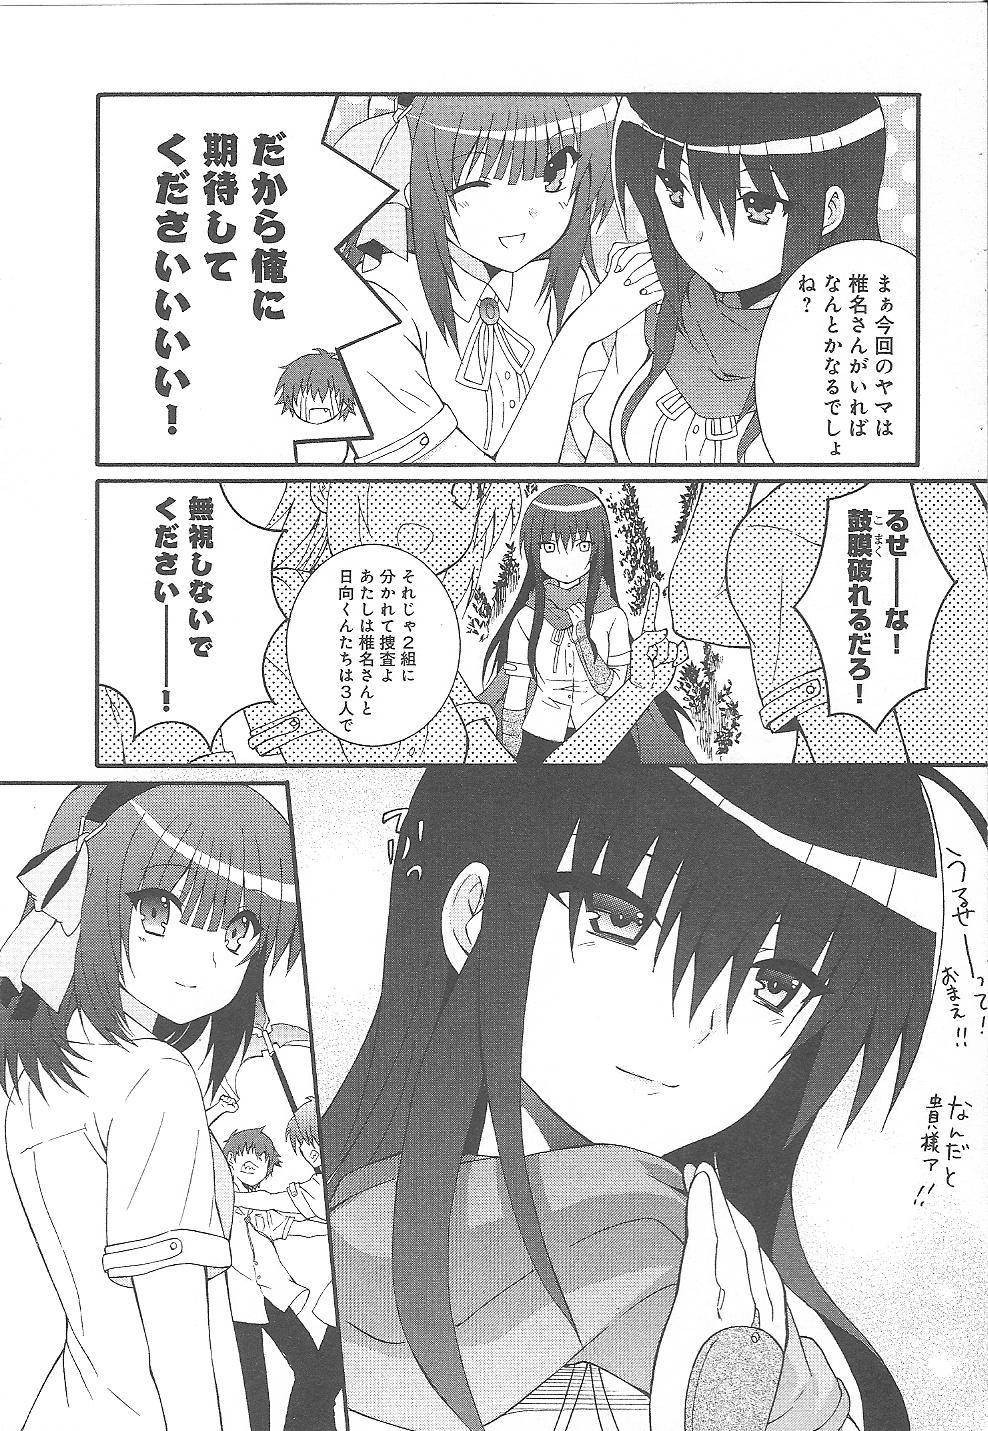 まぁ今回のヤマは
椎名さんがいれば
なんとかなるでしょ
ね?
だから俺に
期待して
くださいいいい!
るせ――な!
鼓膜破れるだろ!
こまく
それじゃ2組に
分かれて捜査よ
あたしは椎名さんと
日向くんたちは3人で
無視しないで
ください――――!
うるせーって!
おまえ!!
なんだと
貴様ァ!!